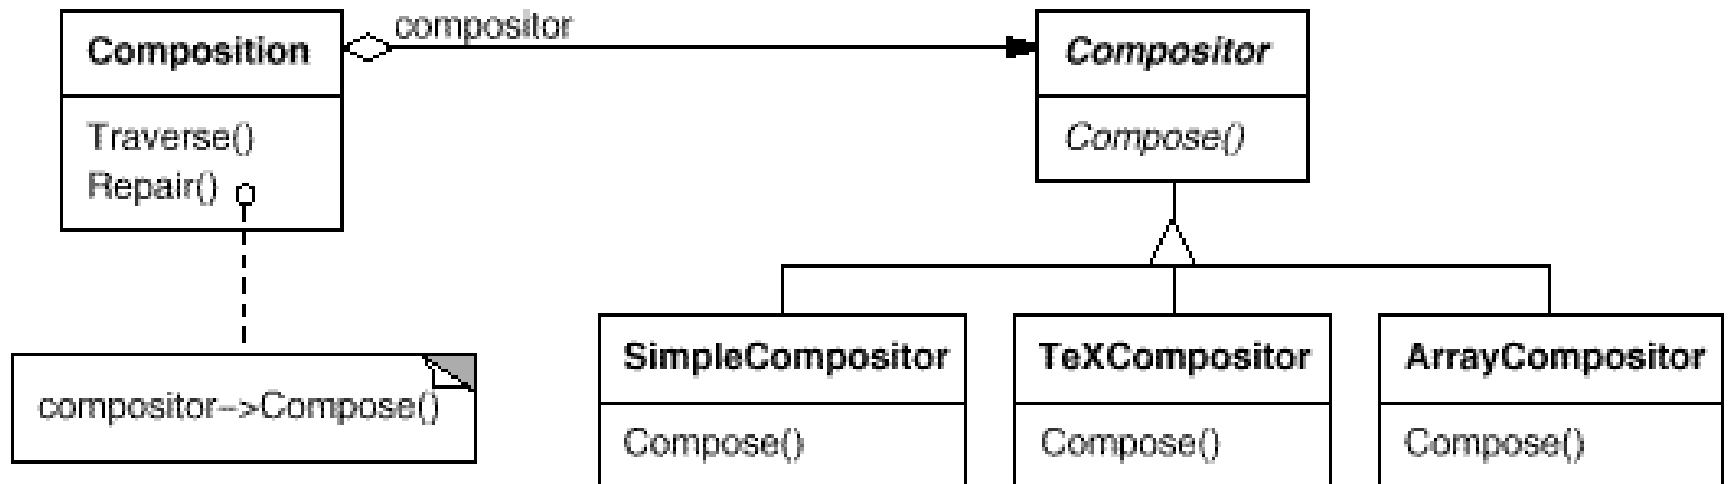 compositor
Composition
Traverse()
Repair()
compositor->Compose()
Compositor
Compose()
SimpleCompositor
Compose()
TeXCompositor
Compose()
ArrayCompositor
Compose()